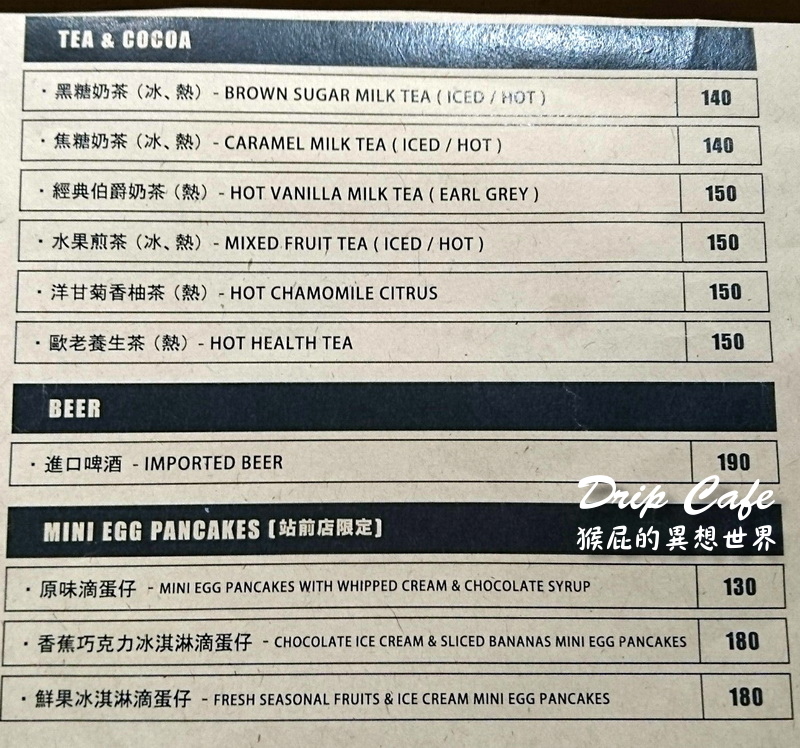 TEA & COCOA
· 黑糖奶茶（冰、熱）- BROWN SUGAR MILK TEA ( ICED / HOT ) 140
· 焦糖奶茶（冰、熱）- CARAMEL MILK TEA ( ICED / HOT ) 140
· 經典伯爵奶茶（熱）- HOT VANILLA MILK TEA ( EARL GREY ) 150
· 水果煎茶（冰、熱）- MIXED FRUIT TEA ( ICED / HOT ) 150
· 洋甘菊香柚茶（熱）- HOT CHAMOMILE CITRUS 150
· 歐老養生茶（熱）- HOT HEALTH TEA 150
BEER
· 進口啤酒 - IMPORTED BEER 190
Drip Cafe
MINI EGG PANCAKES (站前店限定)
猴屁的異想世界
· 原味滴蛋仔 - MINI EGG PANCAKES WITH WHIPPED CREAM & CHOCOLATE SYRUP 130
· 香蕉巧克力冰淇淋滴蛋仔 - CHOCOLATE ICE CREAM & SLICED BANANAS MINI EGG PANCAKES 180
· 鮮果冰淇淋滴蛋仔 - FRESH SEASONAL FRUITS & ICE CREAM MINI EGG PANCAKES 180